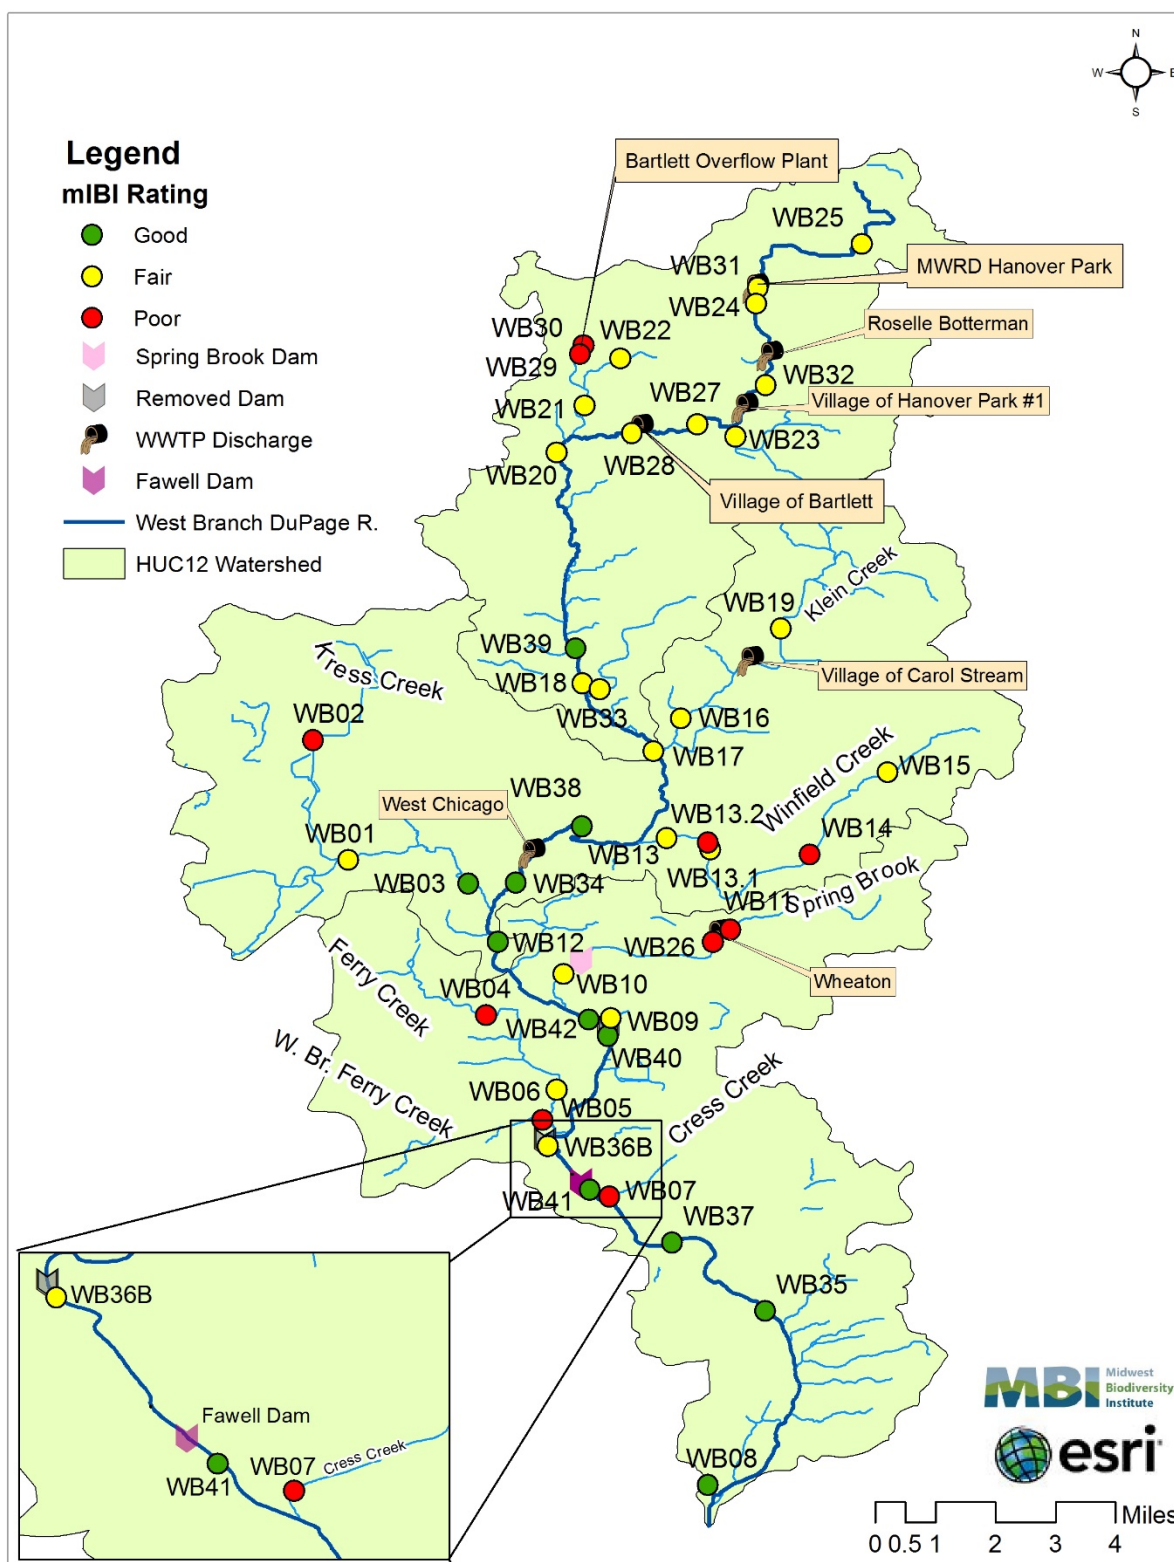 N
W
E
S
Legend
mIBI Rating
Good
Fair
Poor
Spring Brook Dam
Removed Dam
WWTP Discharge
Fawell Dam
West Branch DuPage R.
HUC12 Watershed
Bartlett Overflow Plant
WB25
WB31
MWRD Hanover Park
WB24
WB30
WB22
Roselle Botterman
WB29
WB32
WB21
WB27
Village of Hanover Park #1
WB23
WB20
WB28
Village of Bartlett
Klein Creek
WB19
WB39
Kress Creek
WB18
Village of Carol Stream
WB33
WB16
WB02
WB17
WB15
Winfield Creek
WB38
West Chicago
WB13.2
WB14
WB01
WB13
WB13.1
WB03
WB34
WB11
Spring Brook
WB12
WB26
Ferry Creek
WB10
Wheaton
WB04
WB42
WB09
WB40
W. Br. Ferry Creek
WB06
WB05
Cress Creek
WB36B
WB41
WB07
WB37
WB35
WB36B
Fawell Dam
WB41
WB07
Cress Creek
WB08
MBI
Midwest
Biodiversity
Institute
esri
Miles
0 0.5 1 2 3 4